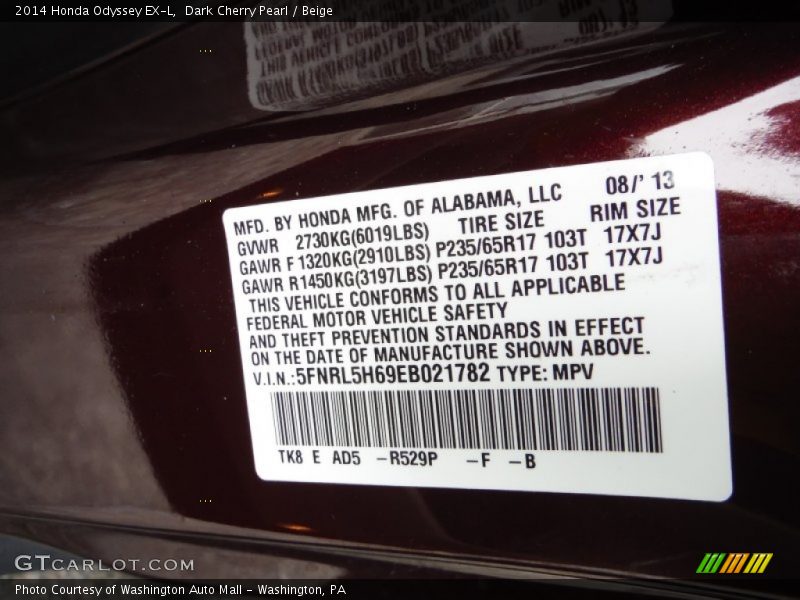 2014 Honda Odyssey EX-L, Dark Cherry Pearl / Beige
MFD. BY HONDA MFG. OF ALABAMA, LLC 08/' 13
GVWR 2730KG(6019LBS) TIRE SIZE RIM SIZE
GAWR F 1320KG(2910LBS) P235/65R17 103T 17X7J
GAWR R1450KG(3197LBS) P235/65R17 103T 17X7J
THIS VEHICLE CONFORMS TO ALL APPLICABLE
FEDERAL MOTOR VEHICLE SAFETY
AND THEFT PREVENTION STANDARDS IN EFFECT
ON THE DATE OF MANUFACTURE SHOWN ABOVE.
V.I.N.:5FNRL5H69EB021782 TYPE: MPV
TK8 E AD5 -R529P -F -B
GTCARLOT.COM
Photo Courtesy of Washington Auto Mall - Washington, PA